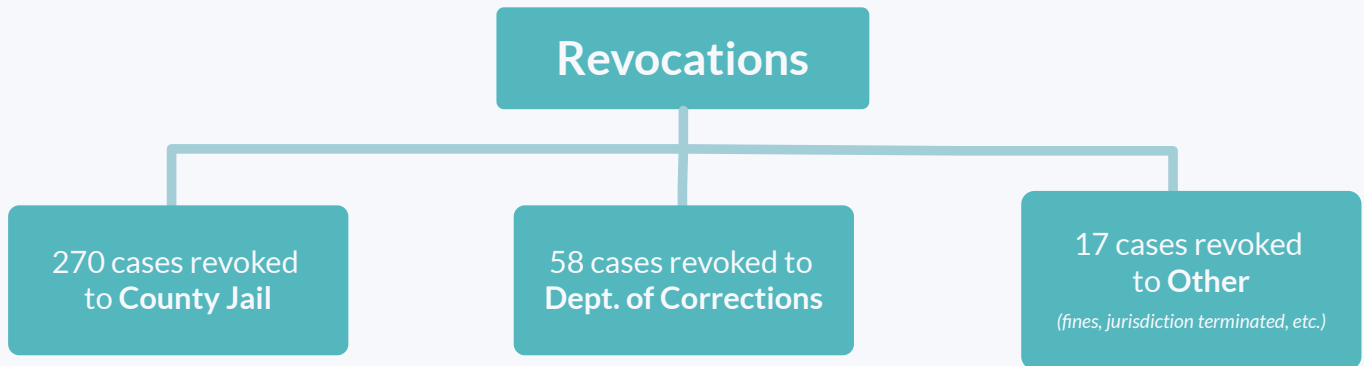 Revocations
270 cases revoked
to County Jail
58 cases revoked to
Dept. of Corrections
17 cases revoked
to Other
(fines, jurisdiction terminated, etc.)